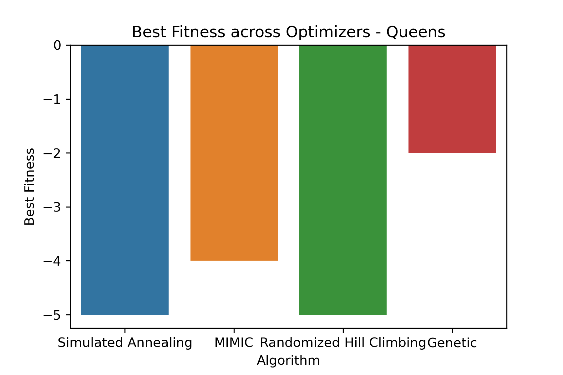 Best Fitness across Optimizers - Queens
0
−1
−2
−3
−4
−5
Best Fitness
Simulated Annealing MIMIC Randomized Hill Climbing Genetic
Algorithm